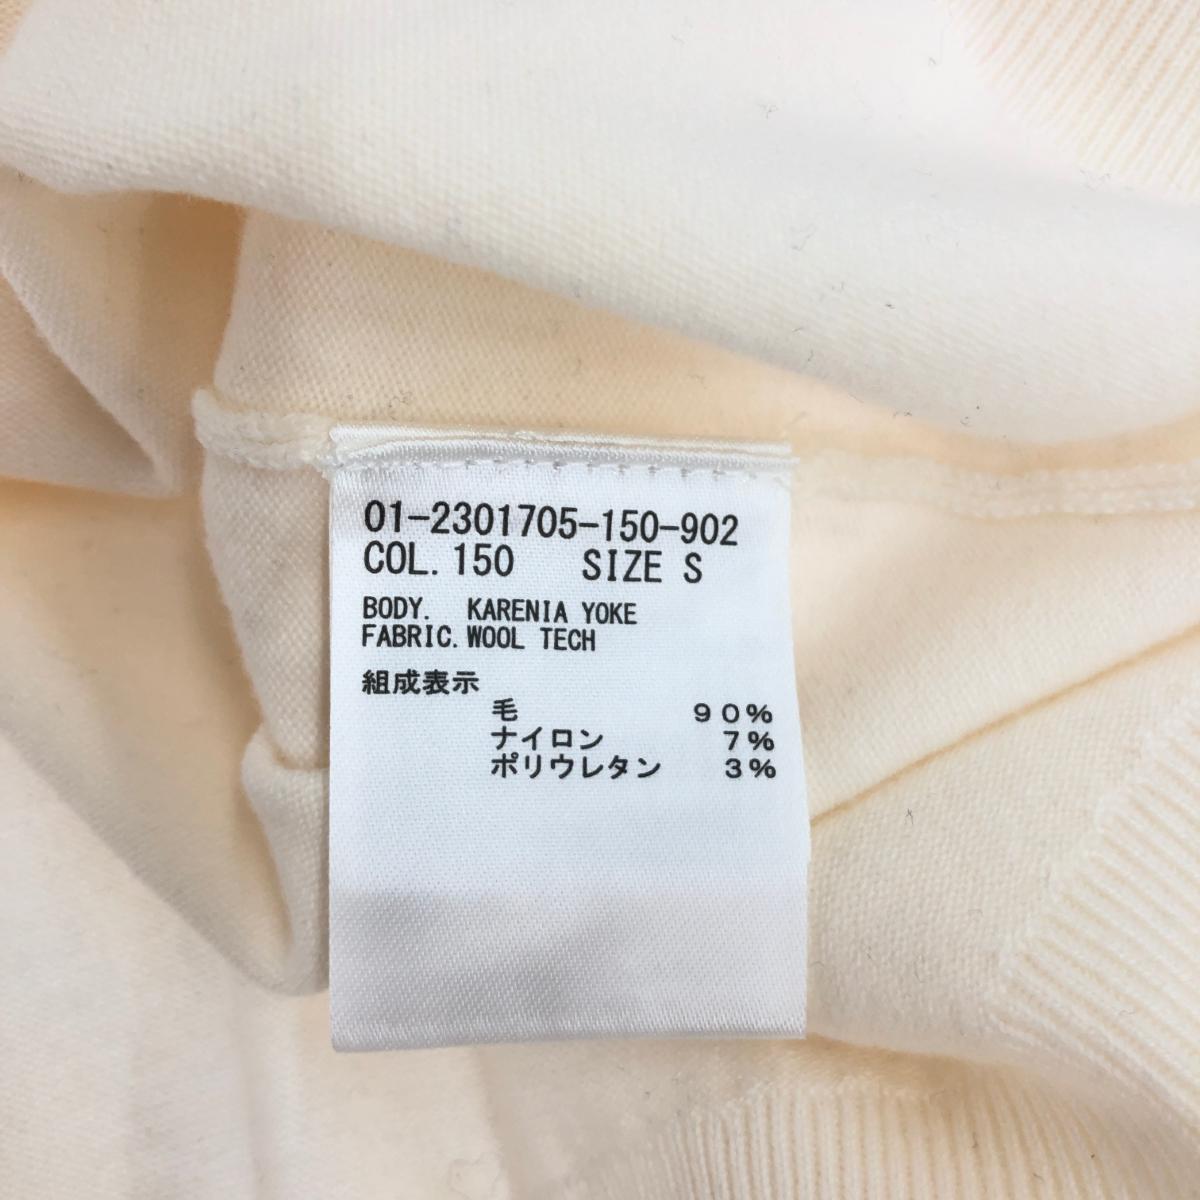 01-2301705-150-902
COL.150 SIZE S
BODY. KARENIA YOKE
FABRIC.WOOL TECH
組成表示
毛 90%
ナイロン 7%
ポリウレタン 3%